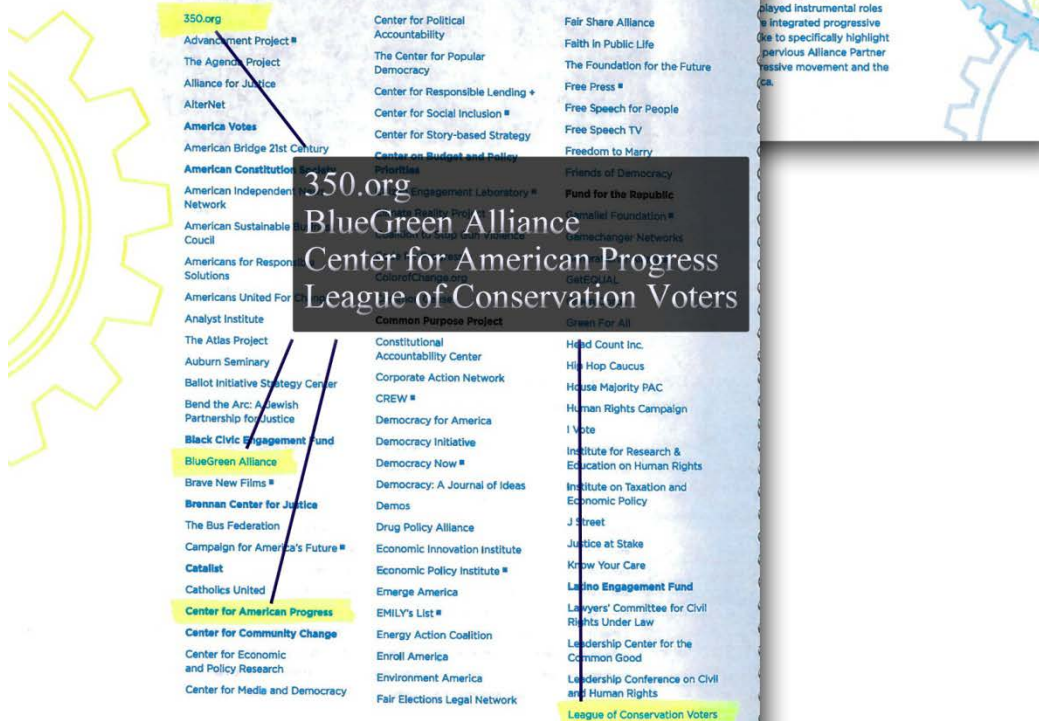 350.org
Advancement Project
The Agenda Project
Alliance for Justice
AlterNet
America Votes
American Bridge 21st Century
American Constitution Society
American Independent
Network
American Sustainable
Coucil
Americans for Responsible
Solutions
Americans United For
Analyst Institute
The Atlas Project
Auburn Seminary
Ballot Initiative Strategy Center
Bend the Arc: A Jewish
Partnership for Justice
Black Civic Engagement Fund
BlueGreen Alliance
Brave New Films
Brennan Center for Justice
The Bus Federation
Campaign for America's Future
Catalist
Catholics United
Center for American Progress
Center for Community Change
Center for Economic
and Policy Research
Center for Media and Democracy
Center for Political
Accountability
The Center for Popular
Democracy
Center for Responsible Lending +
Center for Social Inclusion
Center for Story-based Strategy
Center on Budget and Policy
Priorities
Engagement Laboratory
Coalition to Stop Gun Violence
ColorofChange.org
Common Purpose Project
Constitutional
Accountability Center
Corporate Action Network
CREW
Democracy for America
Democracy Initiative
Democracy Now
Democracy: A Journal of Ideas
Demos
Drug Policy Alliance
Economic Innovation Institute
Economic Policy Institute
Emerge America
EMILY's List
Energy Action Coalition
Enroll America
Environment America
Fair Elections Legal Network
Fair Share Alliance
Faith in Public Life
The Foundation for the Future
Free Press
Free Speech for People
Free Speech TV
Freedom to Marry
Friends of Democracy
Fund for the Republic
Gamaliel Foundation
Gamechanger Networks
GetEQUAL
Green For All
Head Count Inc.
Hip Hop Caucus
House Majority PAC
Human Rights Campaign
I Vote
Institute for Research &
Education on Human Rights
Institute on Taxation and
Economic Policy
J Street
Justice at Stake
Know Your Care
Latino Engagement Fund
Lawyers' Committee for Civil
Rights Under Law
Leadership Center for the
Common Good
Leadership Conference on Civil
and Human Rights
League of Conservation Voters
350.org
BlueGreen Alliance
Center for American Progress
League of Conservation Voters
played instrumental roles
integrated progressive
to specifically highlight
pervious Alliance Partner
movement and the